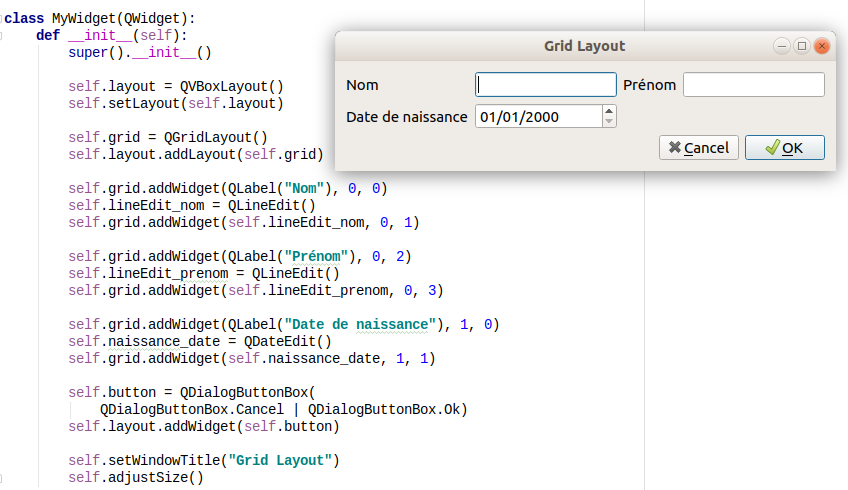 class MyWidget(QWidget):
def __init__(self):
super().__init__()
self.layout = QVBoxLayout()
self.setLayout(self.layout)
self.grid = QGridLayout()
self.layout.addLayout(self.grid)
self.grid.addWidget(QLabel("Nom"), 0, 0)
self.lineEdit_nom = QLineEdit()
self.grid.addWidget(self.lineEdit_nom, 0, 1)
self.grid.addWidget(QLabel("Prénom"), 0, 2)
self.lineEdit_prenom = QLineEdit()
self.grid.addWidget(self.lineEdit_prenom, 0, 3)
self.grid.addWidget(QLabel("Date de naissance"), 1, 0)
self.naissance_date = QDateEdit()
self.grid.addWidget(self.naissance_date, 1, 1)
self.button = QDialogButtonBox(
QDialogButtonBox.Cancel | QDialogButtonBox.Ok)
self.layout.addWidget(self.button)
self.setWindowTitle("Grid Layout")
self.adjustSize()
Grid Layout
Nom Prénom
Date de naissance 01/01/2000
Cancel OK